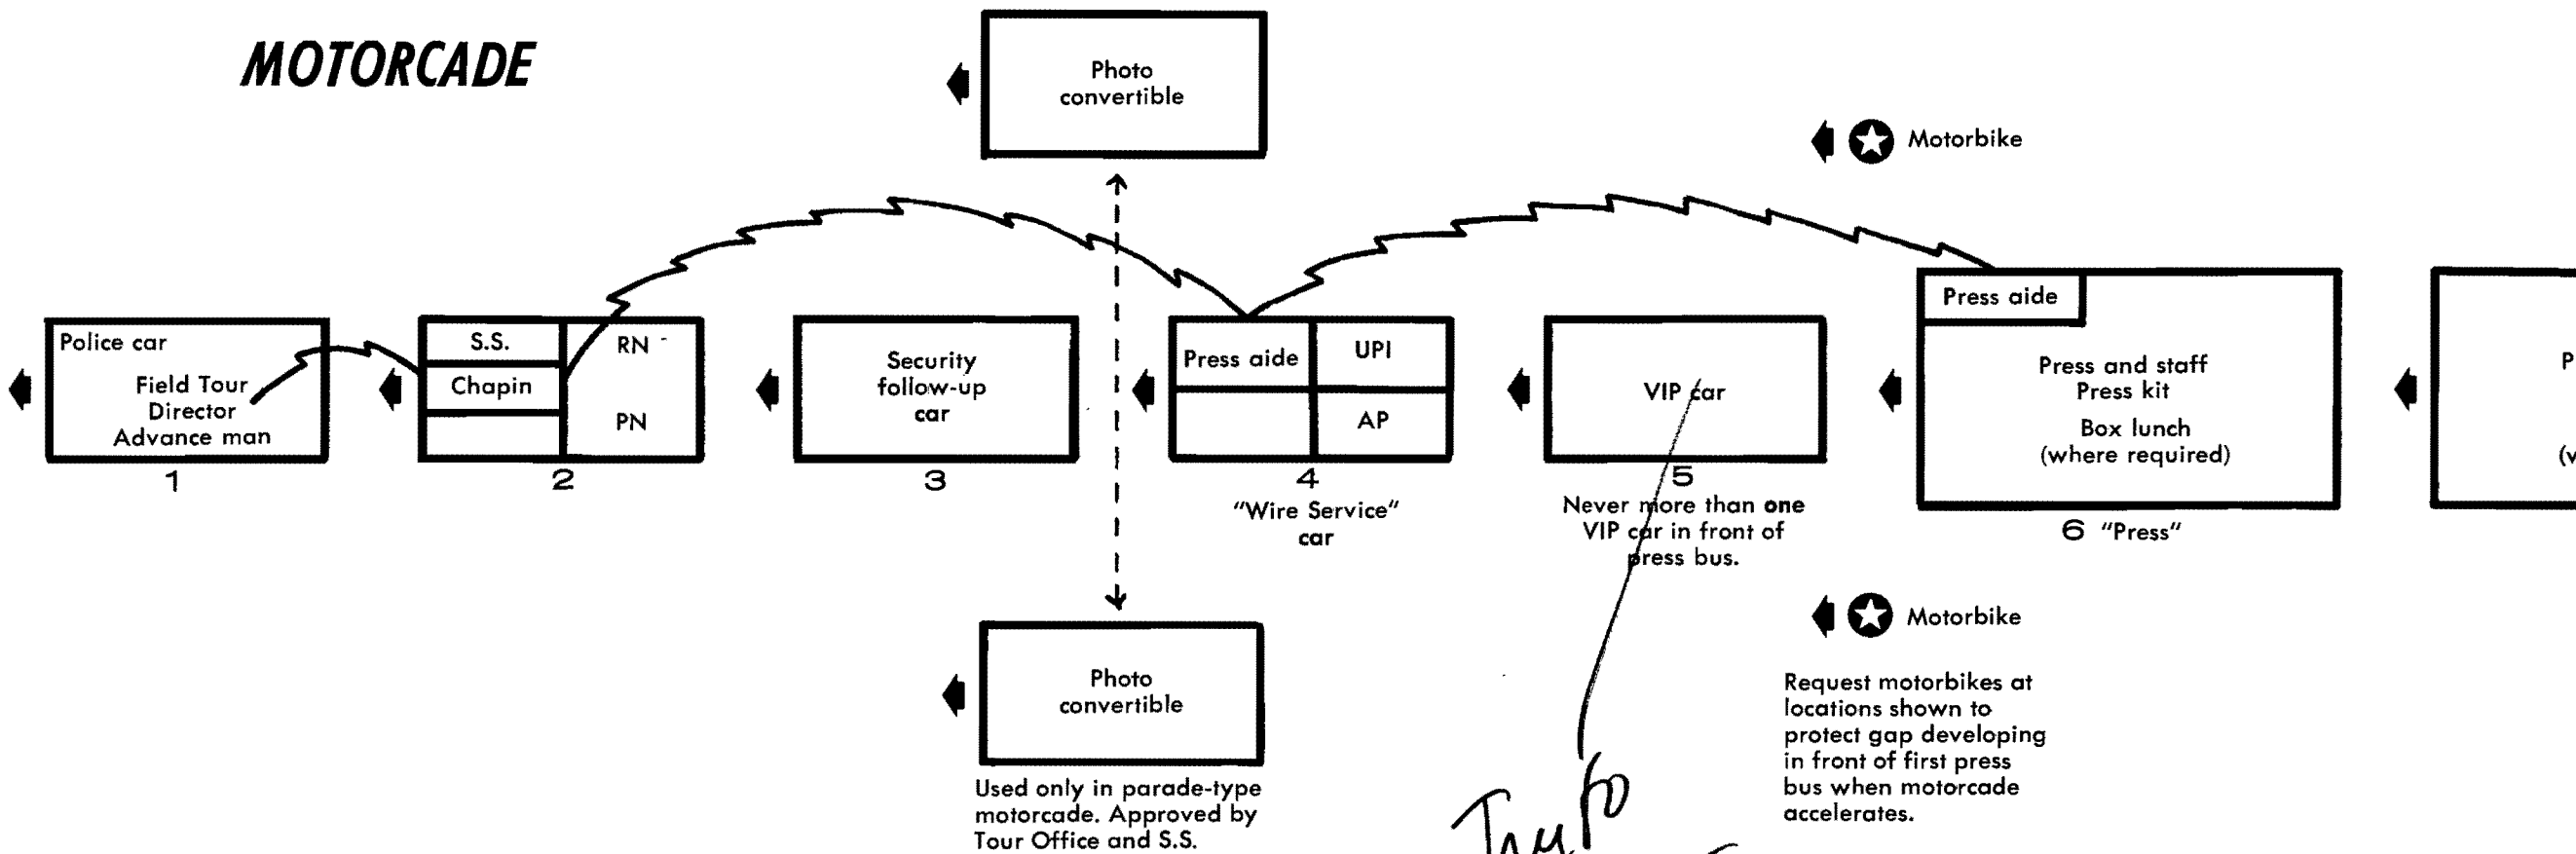 MOTORCADE
Photo
convertible
Motorbike
Police car
Field Tour
Director
Advance man
1
S.S.
Chapin
RN
PN
2
Security
follow-up
car
3
Press aide
UPI
AP
4
"Wire Service"
car
VIP car
5
Never more than one
VIP car in front of
press bus.
Press aide
Press and staff
Press kit
Box lunch
(where required)
6 "Press"
P
(v
Photo
convertible
Used only in parade-type
motorcade. Approved by
Tour Office and S.S.
Motorbike
Request motorbikes at
locations shown to
protect gap developing
in front of first press
bus when motorcade
accelerates.
Try to